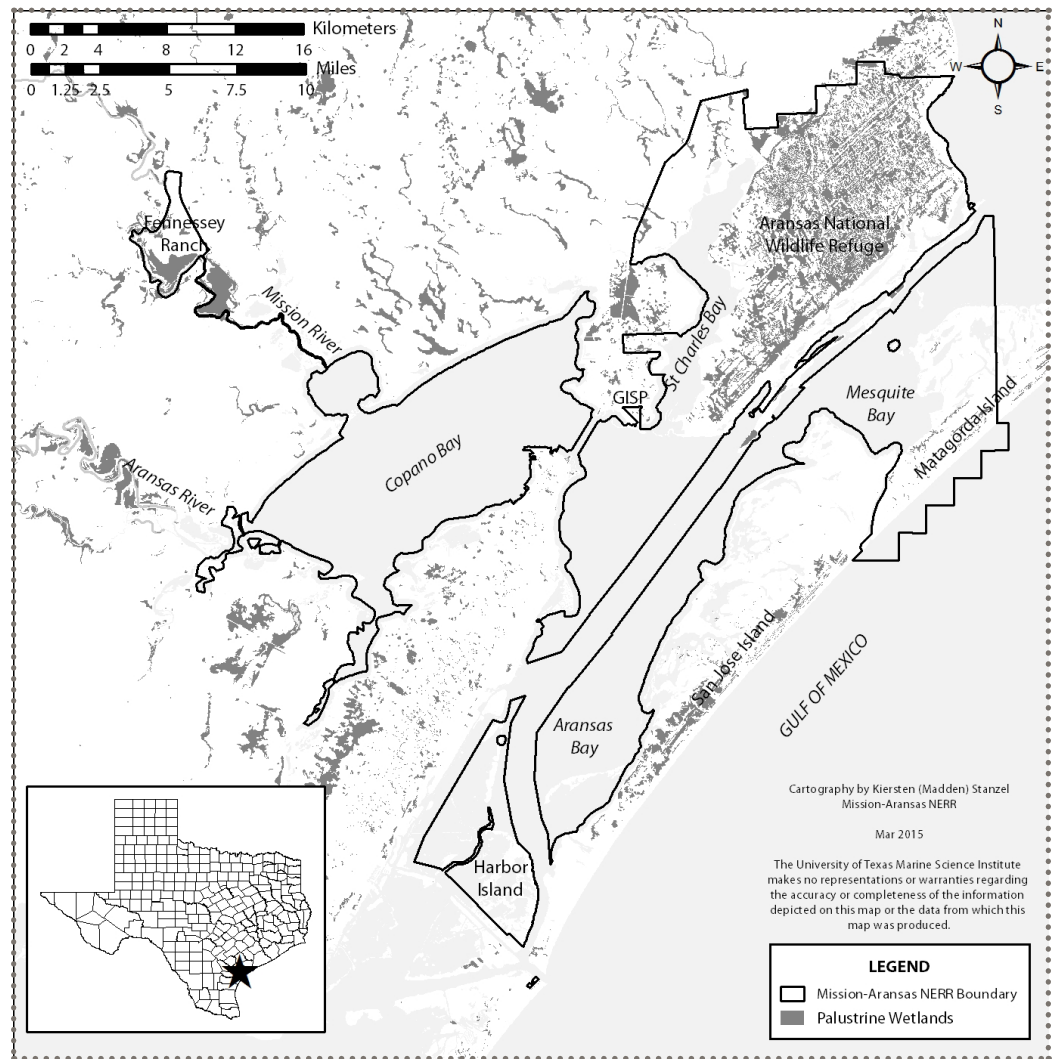 Kilometers
0 2 4 8 12 16
Miles
0 1.25 2.5 5 7.5 10
N
W E
S
Fennessey
Ranch
Aransas National
Wildlife Refuge
Mission River
St Charles Bay
GISP
Mesquite
Bay
Matagorda Island
Copano Bay
Aransas River
San Jose Island
GULF OF MEXICO
Aransas
Bay
Harbor
Island
Cartography by Kiersten (Madden) Stanzel
Mission-Aransas NERR
Mar 2015
The University of Texas Marine Science Institute
makes no representations or warranties regarding
the accuracy or completeness of the information
depicted on this map or the data from which this
map was produced.
LEGEND
Mission-Aransas NERR Boundary
Palustrine Wetlands